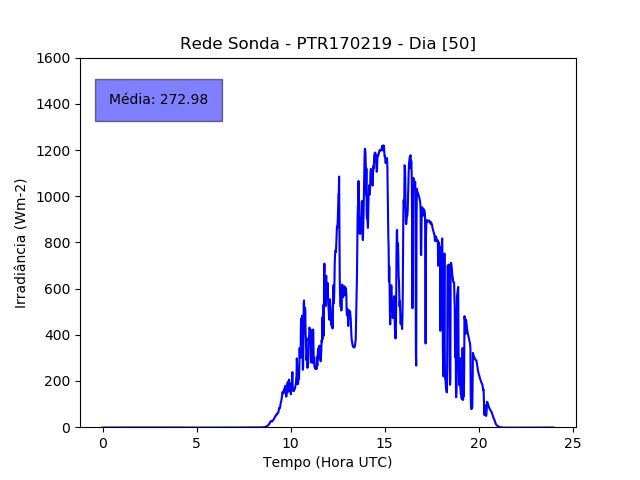 Rede Sonda - PTR170219 - Dia [50]
1600
1400
1200
1000
800
600
400
200
0
Média: 272.98
Irradiância (Wm-2)
0 5 10 15 20 25
Tempo (Hora UTC)